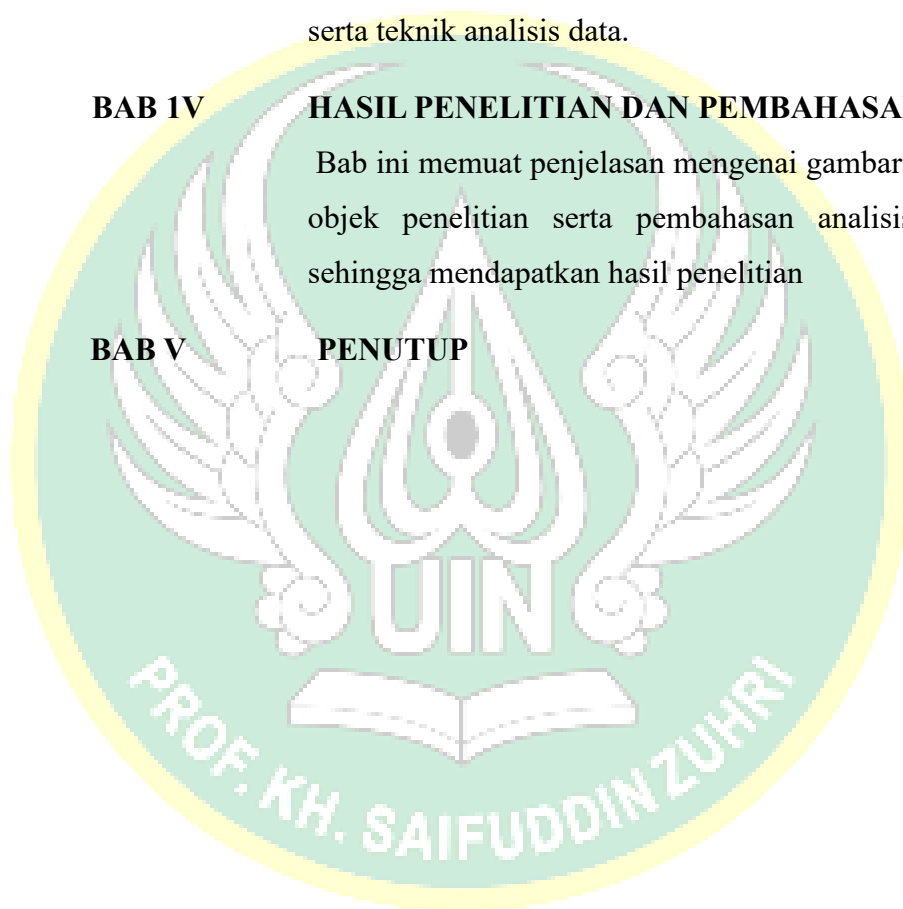 serta teknik analisis data.
BAB 1V HASIL PENELITIAN DAN PEMBAHASA
Bab ini memuat penjelasan mengenai gambar
objek penelitian serta pembahasan analisis
sehingga mendapatkan hasil penelitian
BAB V PENUTUP
UIN
PROF. KH. SAIFUDDIN ZUHRI